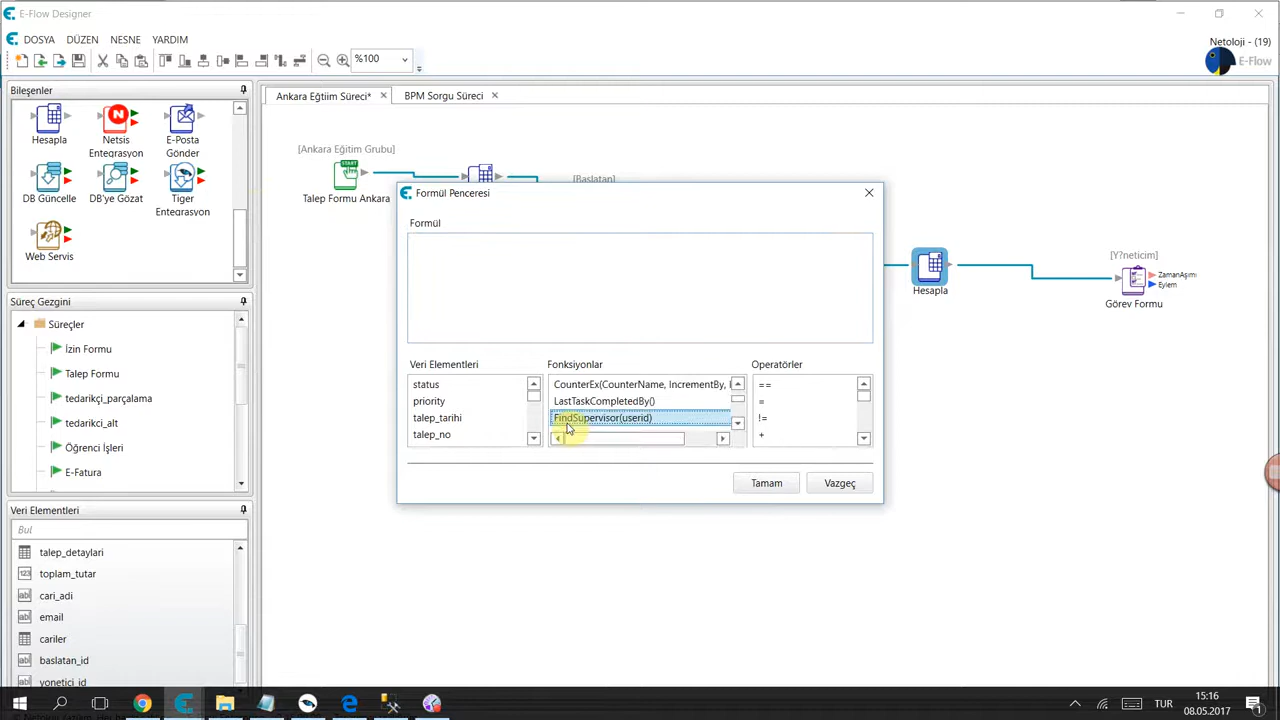 E-Flow Designer
DOSYA DÜZEN NESNE YARDIM
Netoloji - (19)
%100
E-Flow
Bileşenler
Ankara Eğtiim Süreci*
BPM Sorgu Süreci
Hesapla
Netsis Entegrasyon
E-Posta Gönder
DB Güncelle
DB'ye Gözat
Tiger Entegrasyon
Web Servis
[Ankara Eğitim Grubu]
START
Talep Formu Ankara
[Başlatan]
Formül Penceresi
Formül
Veri Elementleri
status
priority
talep_tarihi
talep_no
Fonksiyonlar
CounterEx(CounterName, IncrementBy,
LastTaskCompletedBy()
FindSupervisor(userid)
Operatörler
==
=
!=
+
Tamam
Vazgeç
Hesapla
[Y?neticim]
ZamanAşımı
Eylem
Görev Formu
Süreç Gezgini
Süreçler
İzin Formu
Talep Formu
tedarikçi_parçalama
tedarikci_alt
Öğrenci İşleri
E-Fatura
Veri Elementleri
Bul
talep_detaylari
toplam_tutar
cari_adi
email
cariler
baslatan_id
yonetici_id
TUR
15:16
08.05.2017